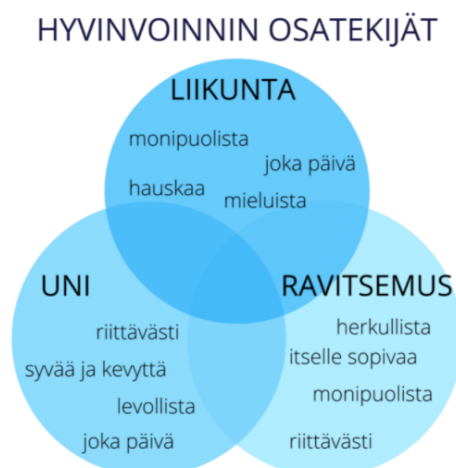 HYVINVOINNIN OSATEKIJÄT
LIIKUNTA
monipuolista
joka päivä
hauskaa
mieluista
UNI
riittävästi
syvää ja kevyttä
levollista
joka päivä
RAVITSEMUS
herkullista
itselle sopivaa
monipuolista
riittävästi